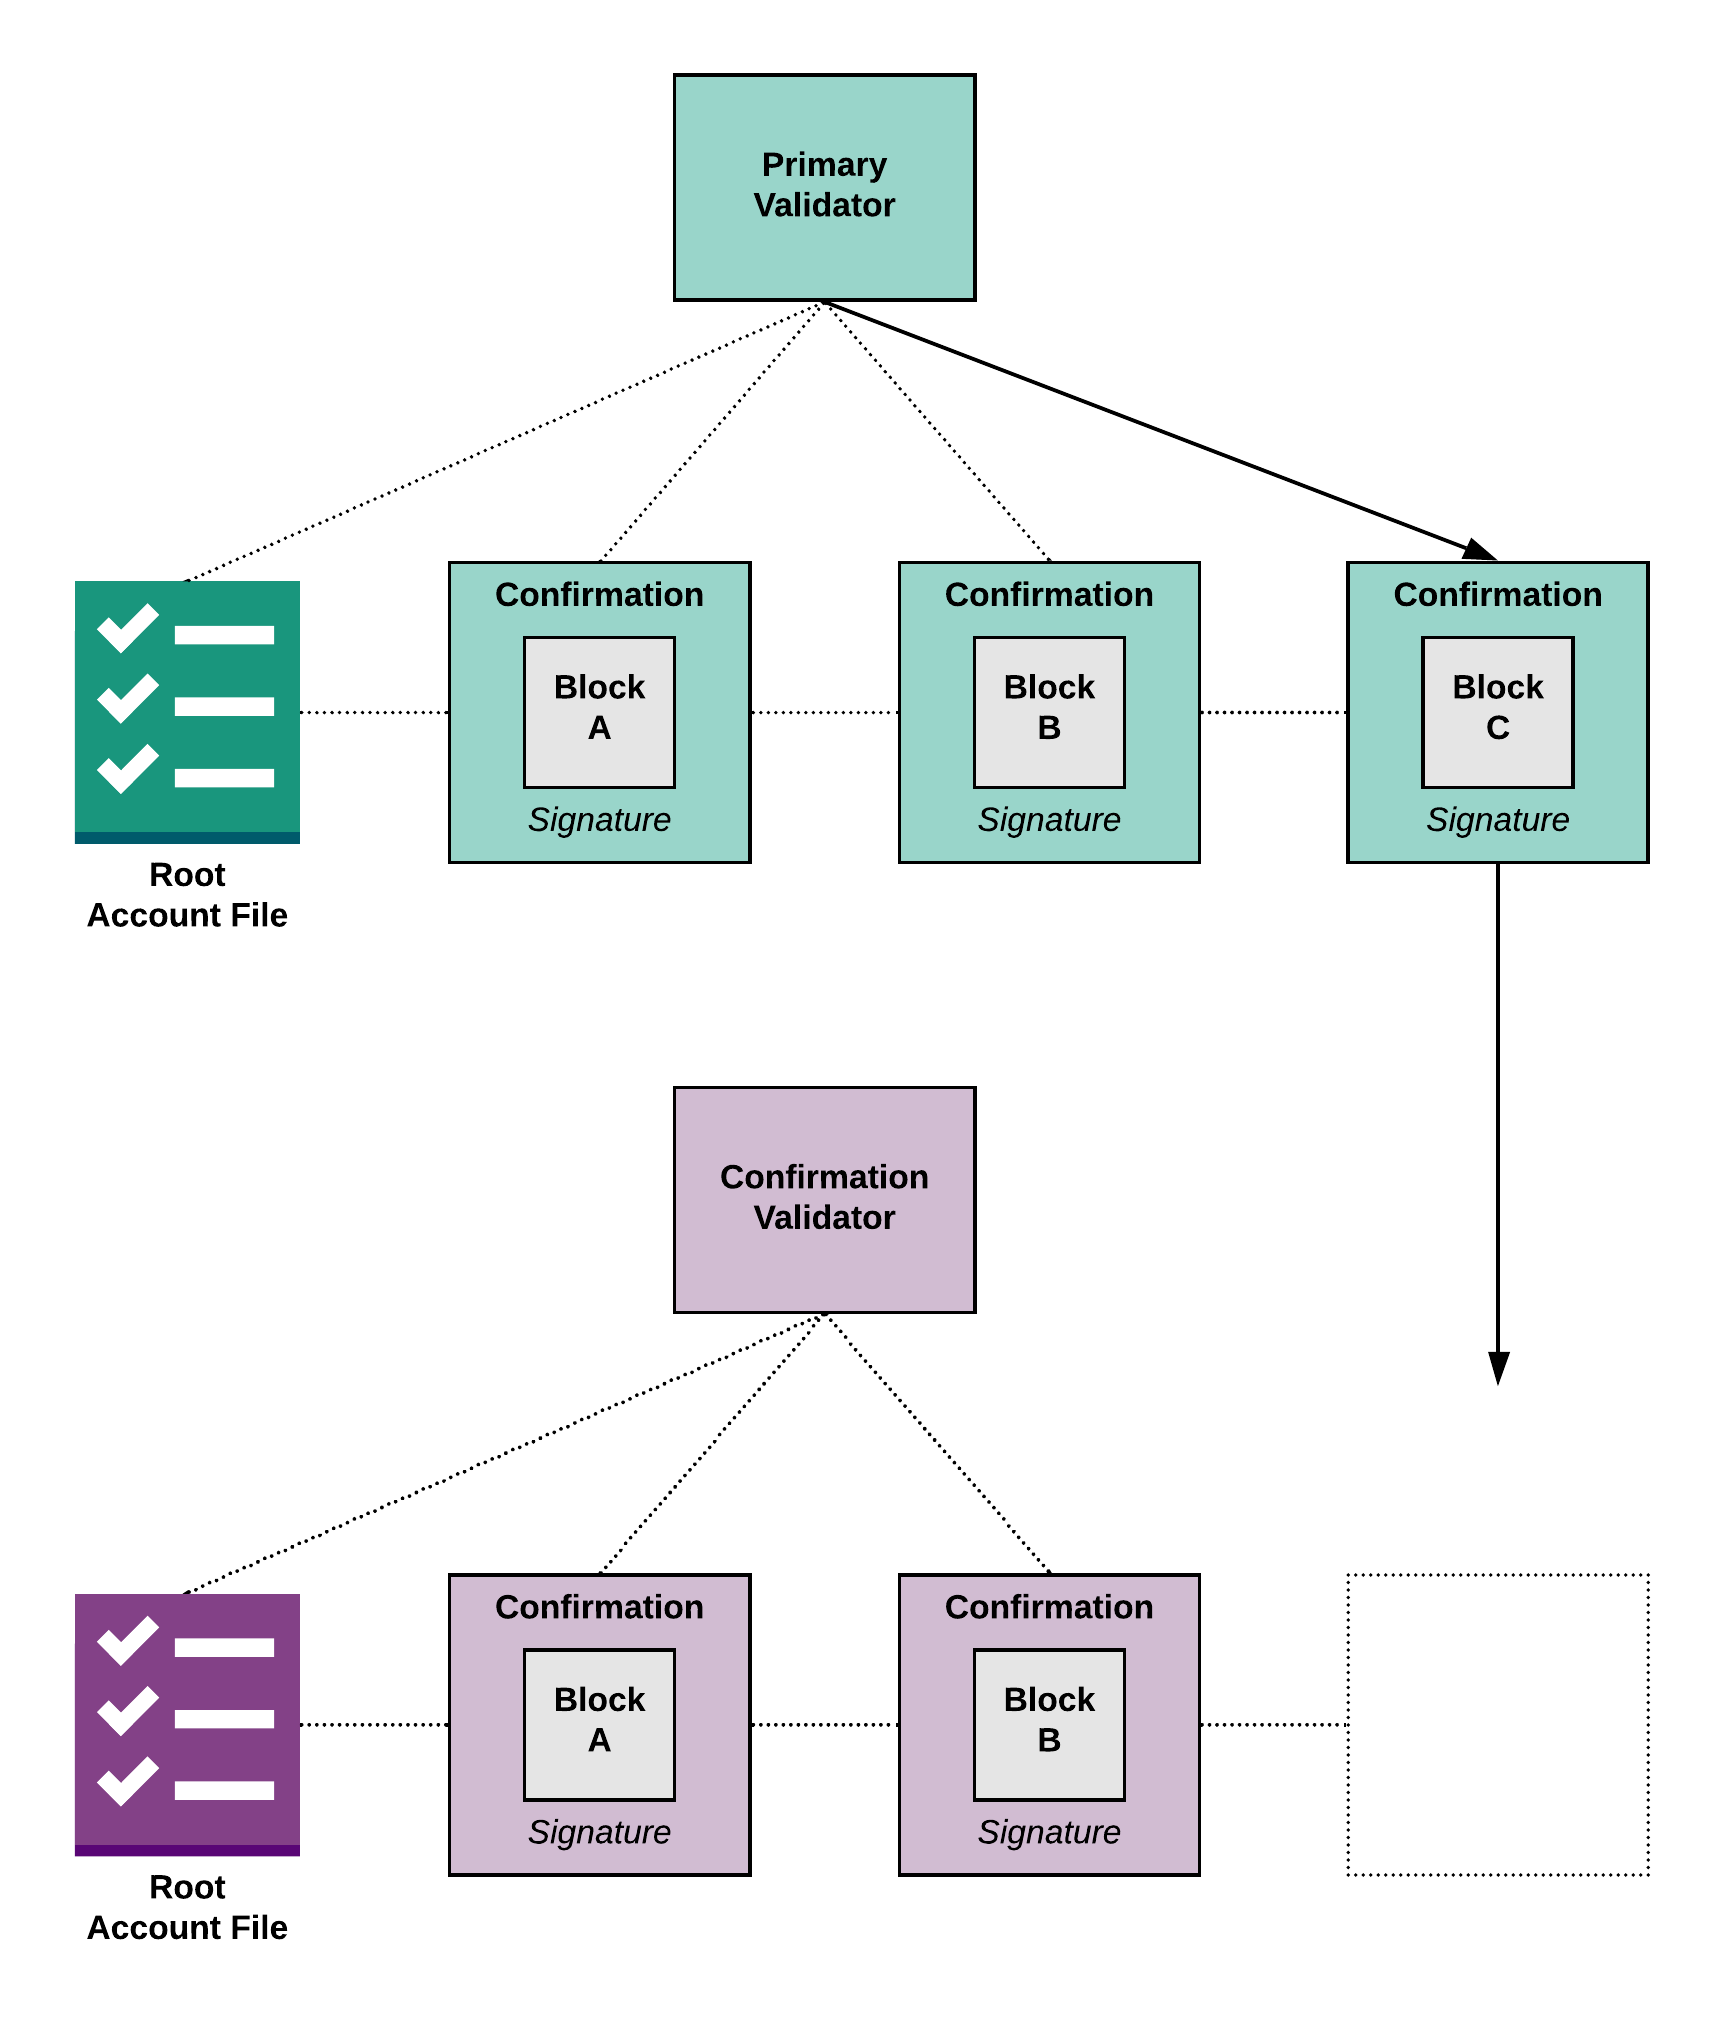 Primary
Validator
Confirmation
Block
A
Signature
Confirmation
Block
B
Signature
Confirmation
Block
C
Signature
Root
Account File
Confirmation
Validator
Confirmation
Block
A
Signature
Confirmation
Block
B
Signature
Root
Account File